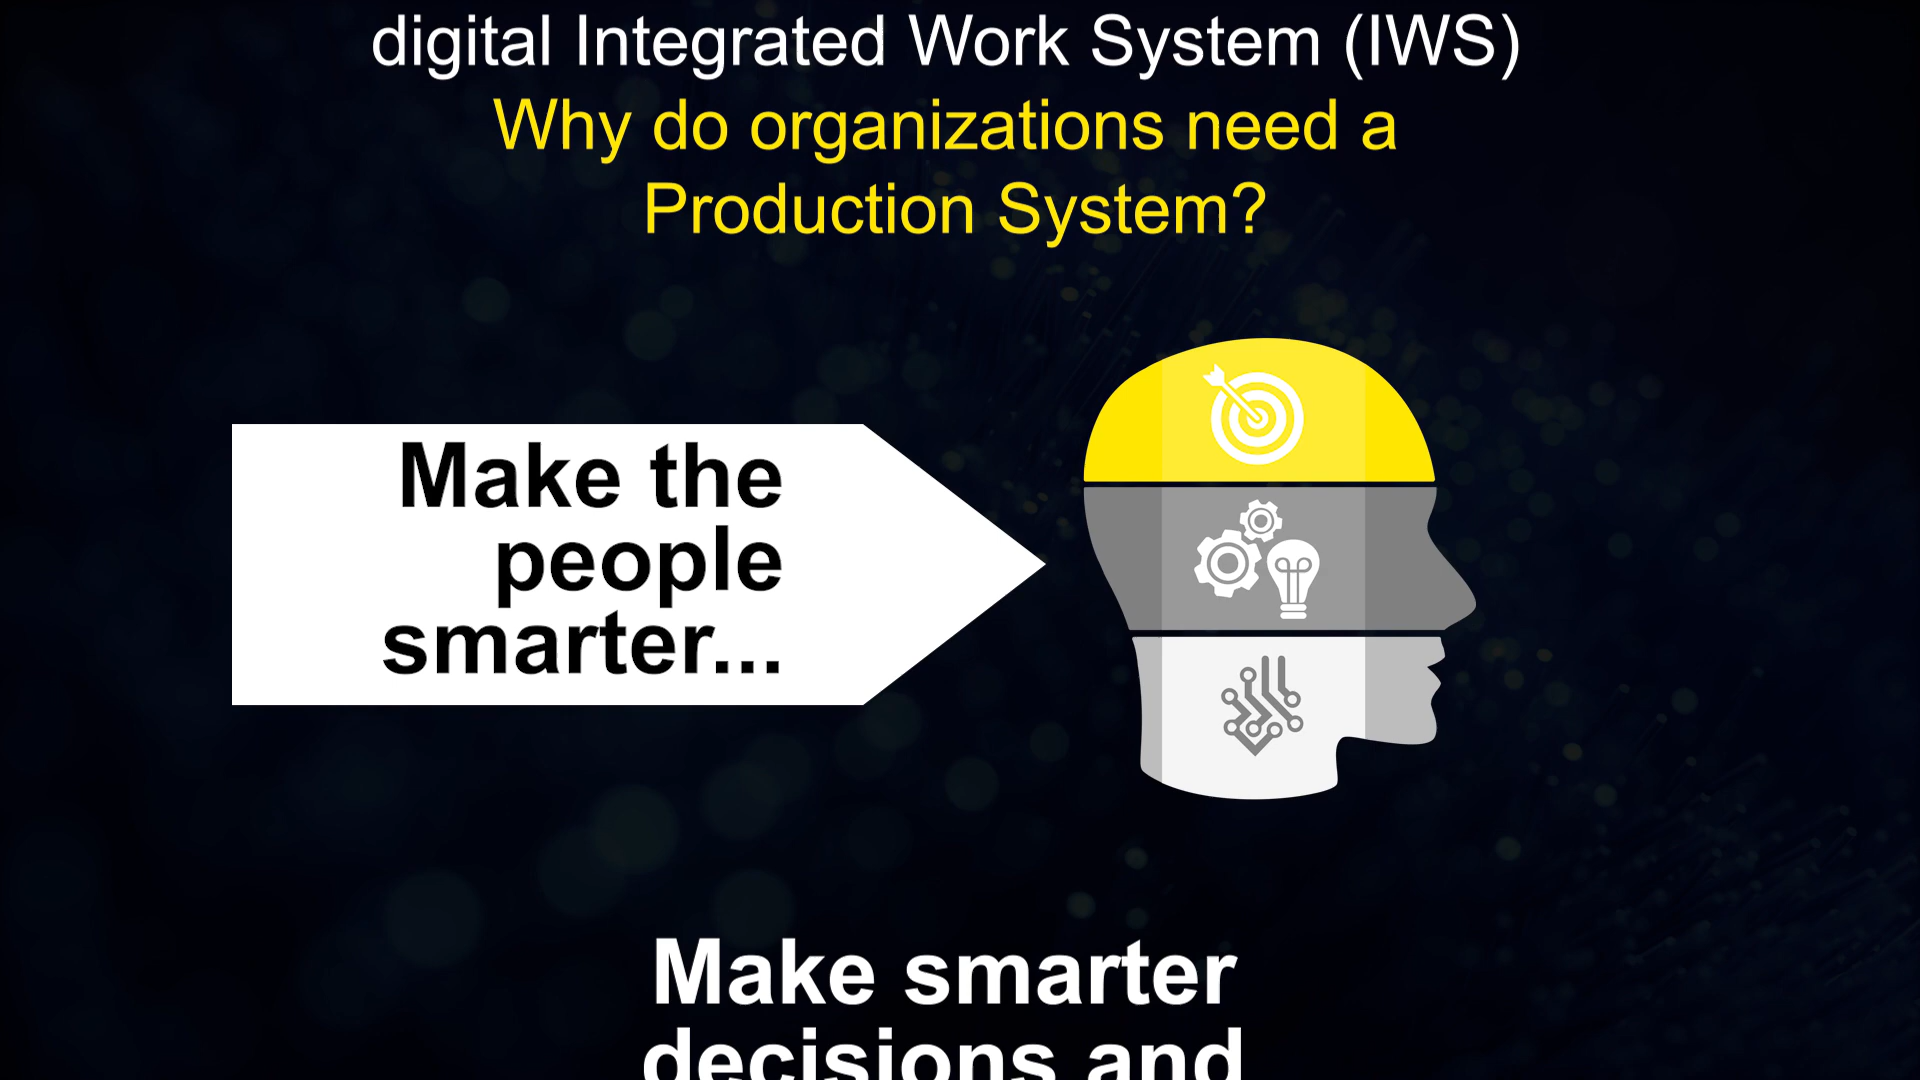 digital Integrated Work System (IWS)
Why do organizations need a
Production System?
Make the
people
smarter...
Make smarter
decisions and